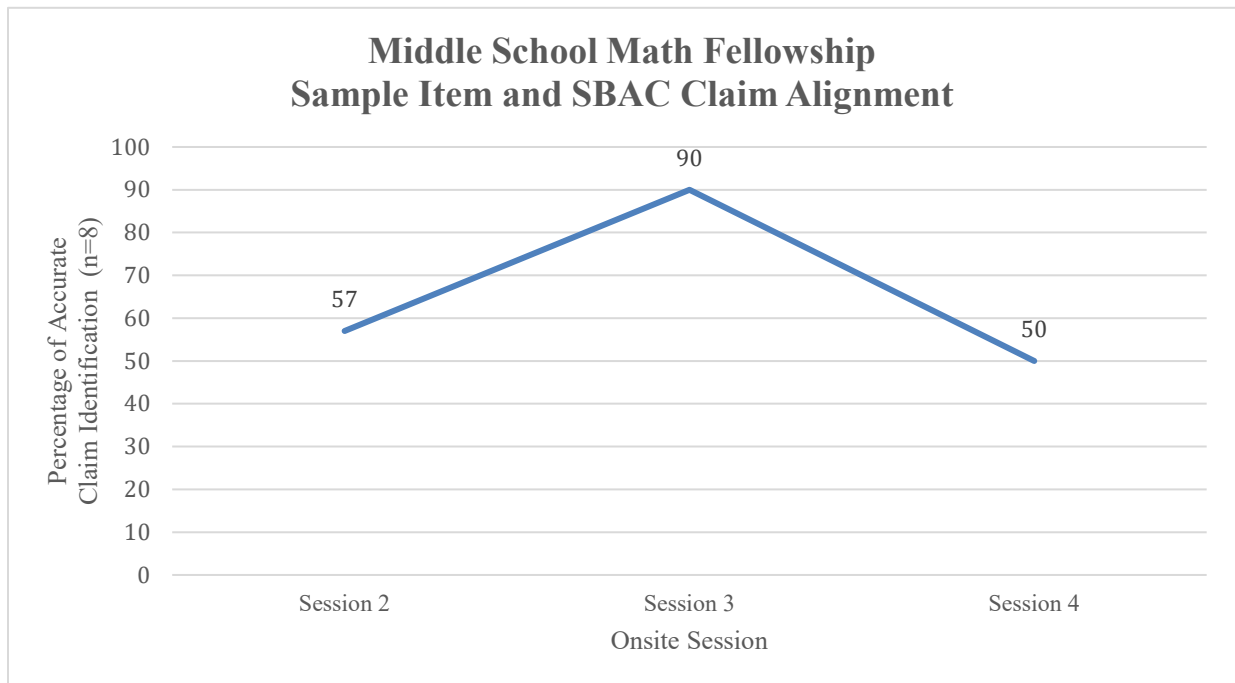 Middle School Math Fellowship
Sample Item and SBAC Claim Alignment
Percentage of Accurate
Claim Identification (n=8)
100
90
80
70
60
50
40
30
20
10
0
57
90
50
Session 2
Session 3
Session 4
Onsite Session